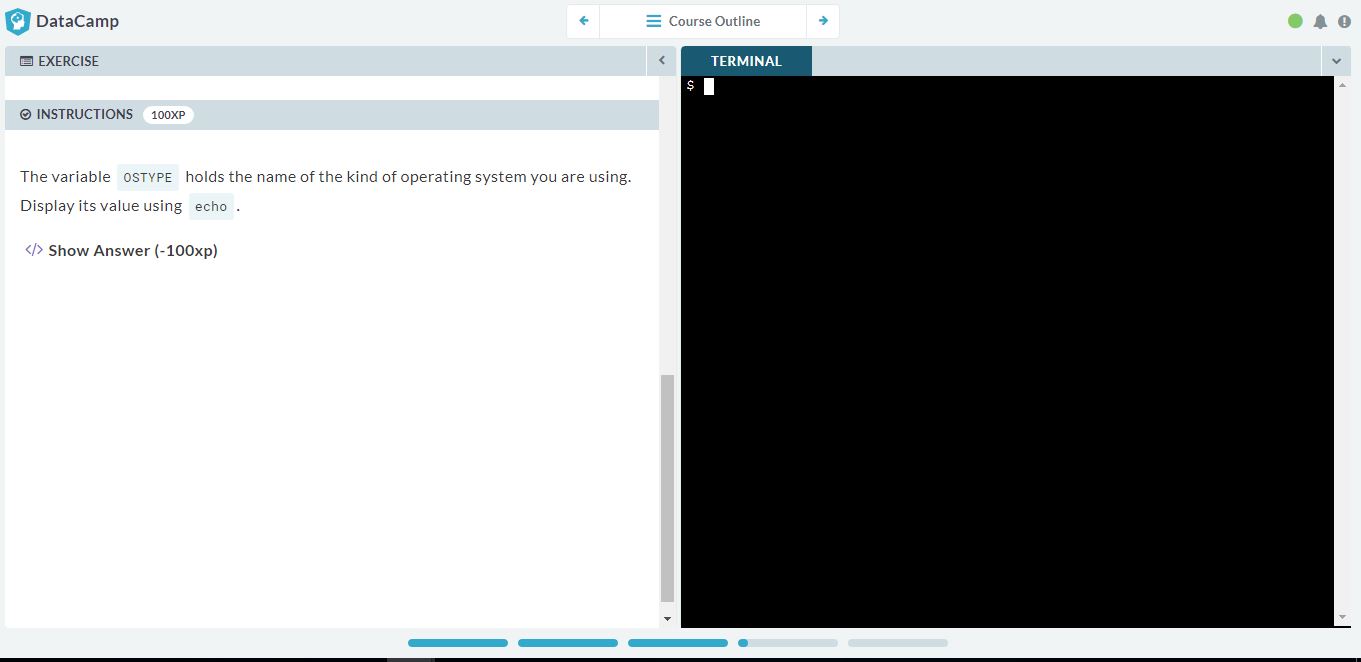 DataCamp
Course Outline
EXERCISE
INSTRUCTIONS 100XP
The variable OSTYPE holds the name of the kind of operating system you are using.
Display its value using echo .
</> Show Answer (-100xp)
TERMINAL
$